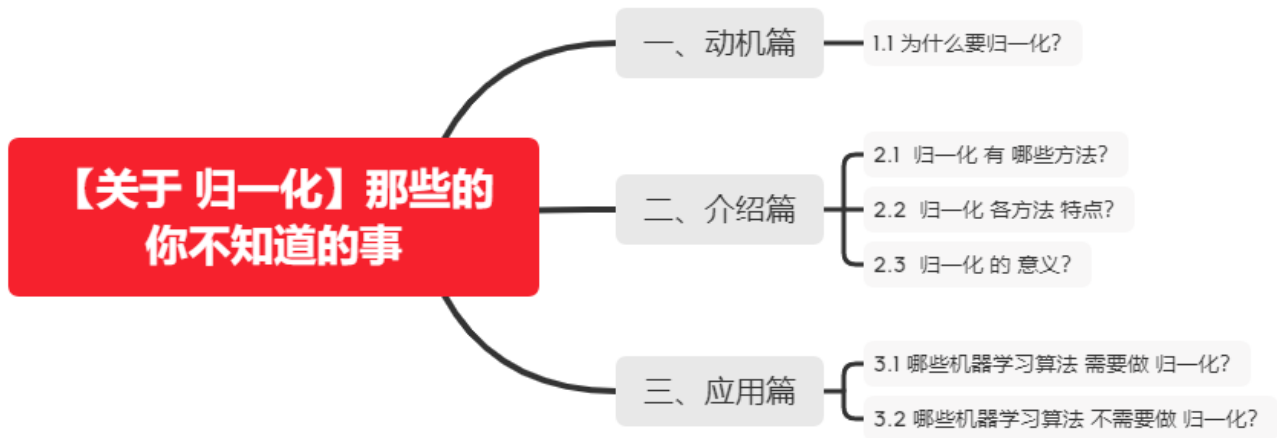 【关于 归一化】那些的
你不知道的事
一、动机篇
1.1 为什么要归一化?
二、介绍篇
2.1 归一化 有 哪些方法?
2.2 归一化 各方法 特点?
2.3 归一化 的 意义?
三、应用篇
3.1 哪些机器学习算法 需要做 归一化?
3.2 哪些机器学习算法 不需要做 归一化?